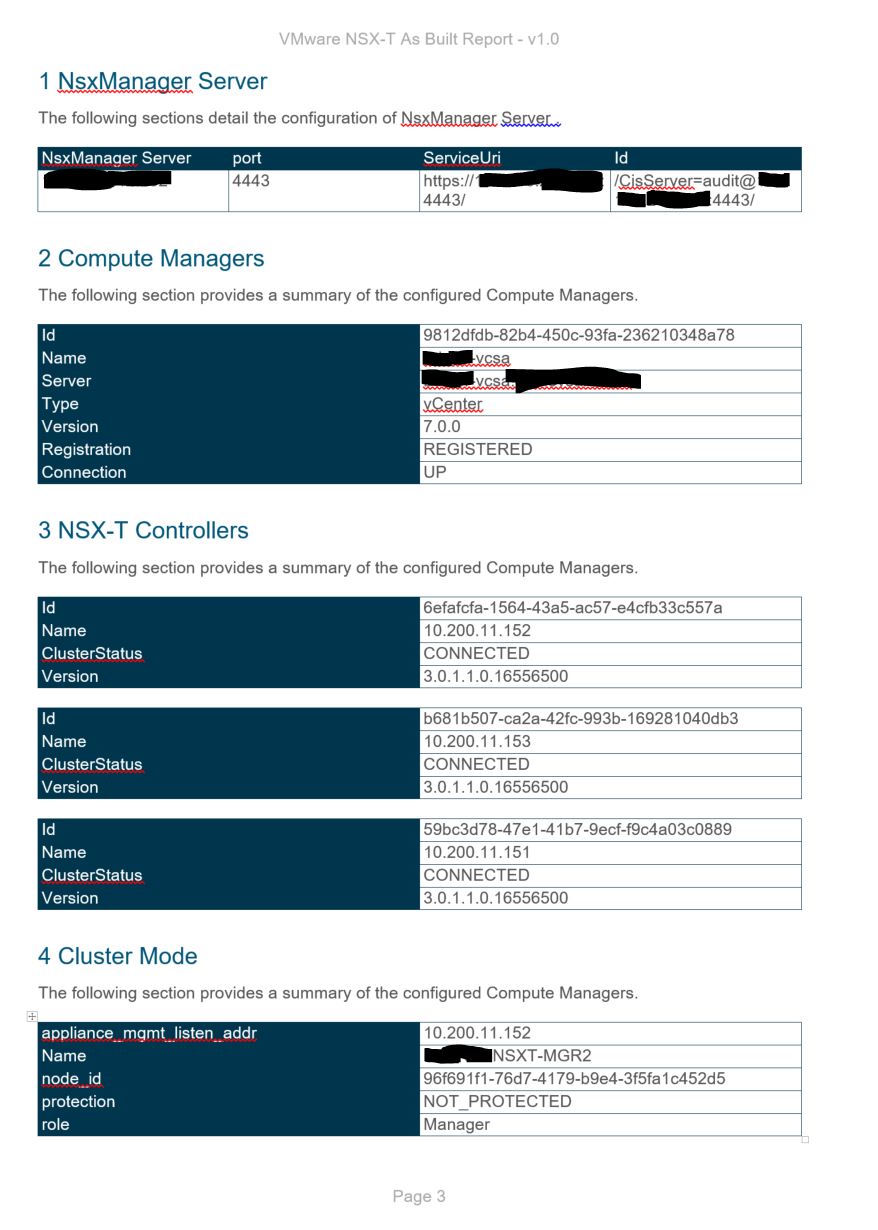 VMware NSX-T As Built Report - v1.0
1 NsxManager Server
The following sections detail the configuration of NsxManager Server .
NsxManager Server port ServiceUri Id
4443 https:// /CisServer=audit@
4443/ :4443/
2 Compute Managers
The following section provides a summary of the configured Compute Managers.
Id 9812dfdb-82b4-450c-93fa-236210348a78
Name -vcsa
Server -vcsa
Type vCenter
Version 7.0.0
Registration REGISTERED
Connection UP
3 NSX-T Controllers
The following section provides a summary of the configured Compute Managers.
Id 6efafcfa-1564-43a5-ac57-e4cfb33c557a
Name 10.200.11.152
ClusterStatus CONNECTED
Version 3.0.1.1.0.16556500
Id b681b507-ca2a-42fc-993b-169281040db3
Name 10.200.11.153
ClusterStatus CONNECTED
Version 3.0.1.1.0.16556500
Id 59bc3d78-47e1-41b7-9ecf-f9c4a03c0889
Name 10.200.11.151
ClusterStatus CONNECTED
Version 3.0.1.1.0.16556500
4 Cluster Mode
The following section provides a summary of the configured Compute Managers.
appliance_mgmt_listen_addr 10.200.11.152
Name NSXT-MGR2
node_id 96f691f1-76d7-4179-b9e4-3f5fa1c452d5
protection NOT_PROTECTED
role Manager
Page 3